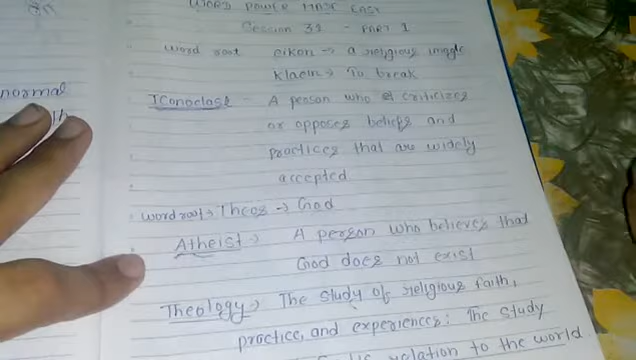 WORD POWER MADE EASY
Session 31 - PART 1
word root eikon → a religious image
klaein → To break
Iconoclast - A person who criticizes
or opposes beliefs and
practices that are widely
accepted
word root → Theos → God
Atheist → A person who believes that
God does not exist
Theology → The study of religious faith,
practice, and experiences: The study
relation to the world
normal